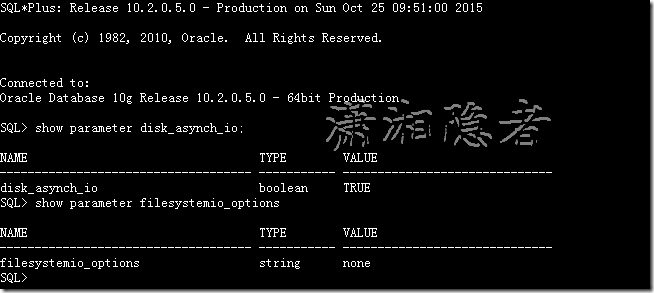 SQL*Plus: Release 10.2.0.5.0 - Production on Sun Oct 25 09:51:00 2015
Copyright (c) 1982, 2010, Oracle.  All Rights Reserved.
Connected to:
Oracle Database 10g Release 10.2.0.5.0 - 64bit Production
潇湘隐者
SQL> show parameter disk_asynch_io;
NAME                                 TYPE        VALUE
------------------------------------ ----------- ------------------------------
disk_asynch_io                       boolean     TRUE
SQL> show parameter filesystemio_options
NAME                                 TYPE        VALUE
------------------------------------ ----------- ------------------------------
filesystemio_options                 string      none
SQL>